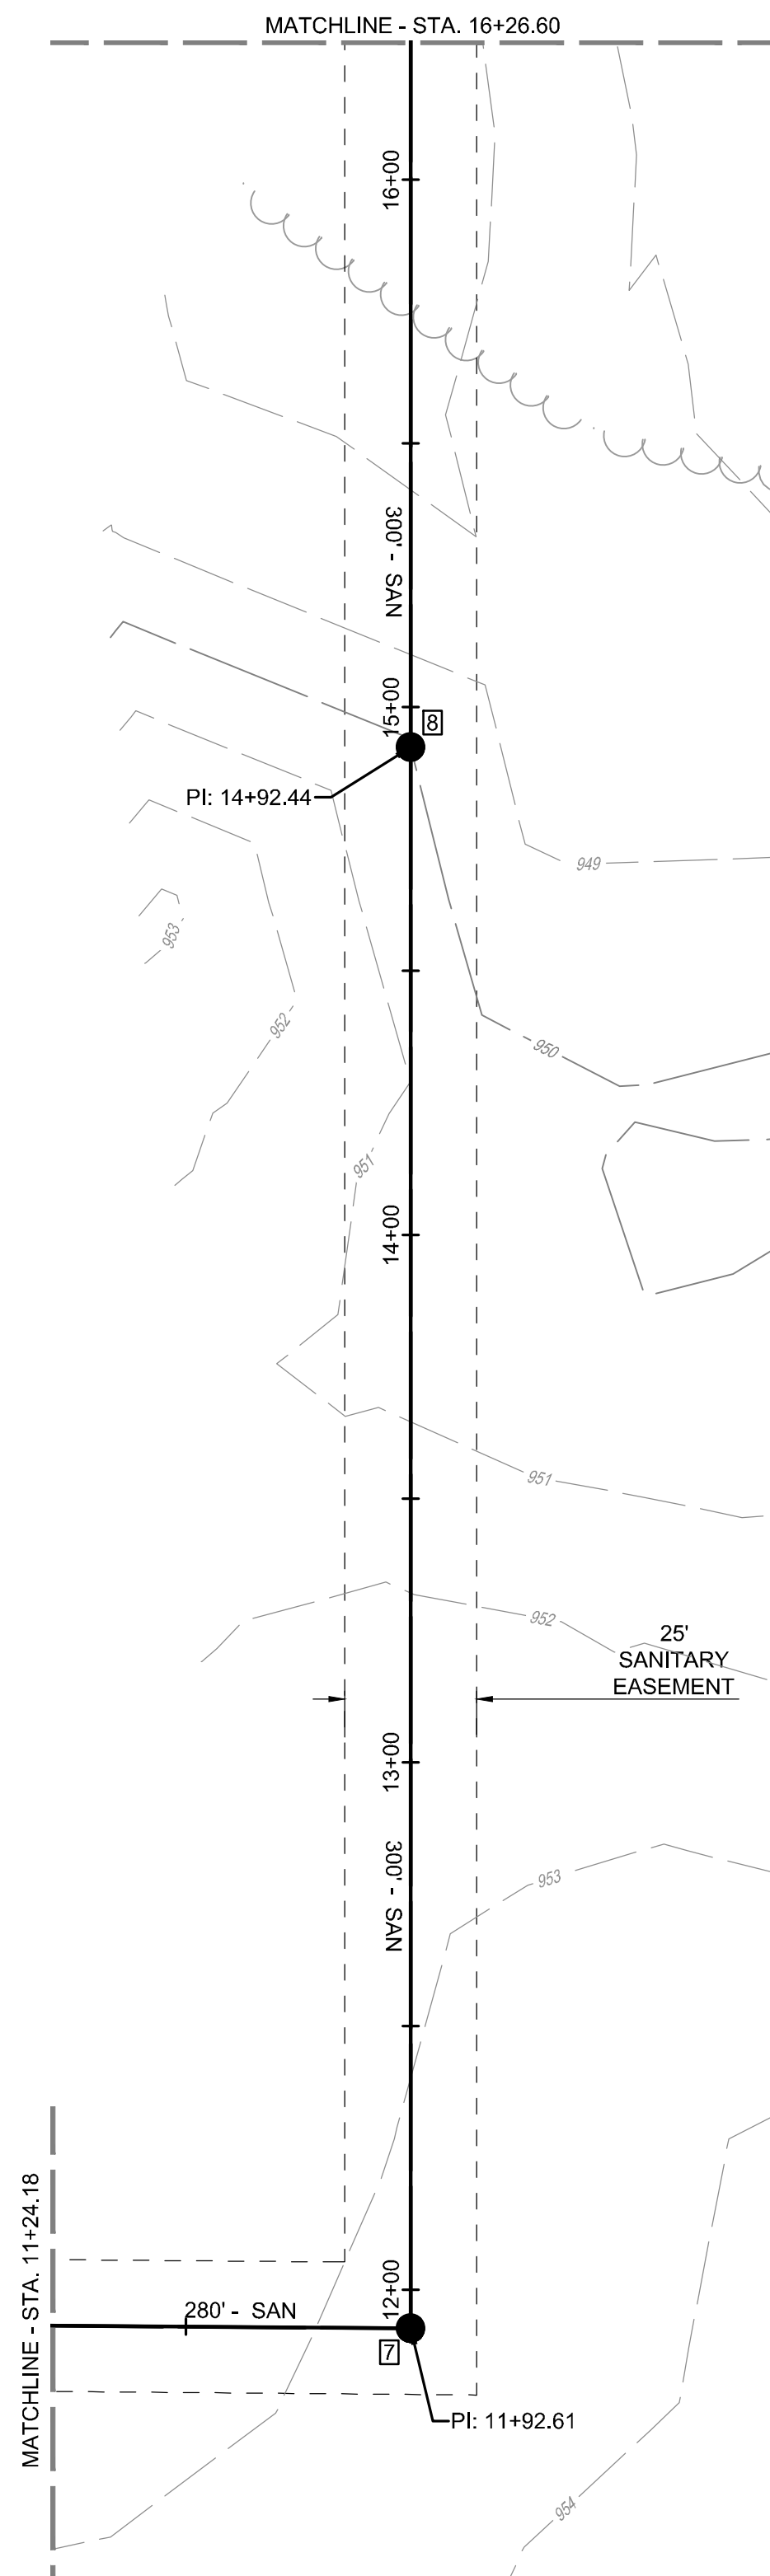 MATCHLINE - STA. 16+26.60
16+00
300' - SAN
15+00
8
PI: 14+92.44
949
953
952
950
951
14+00
951
952
25'
SANITARY
EASEMENT
13+00
953
300' - SAN
MATCHLINE - STA. 11+24.18
12+00
280' - SAN
7
PI: 11+92.61
954